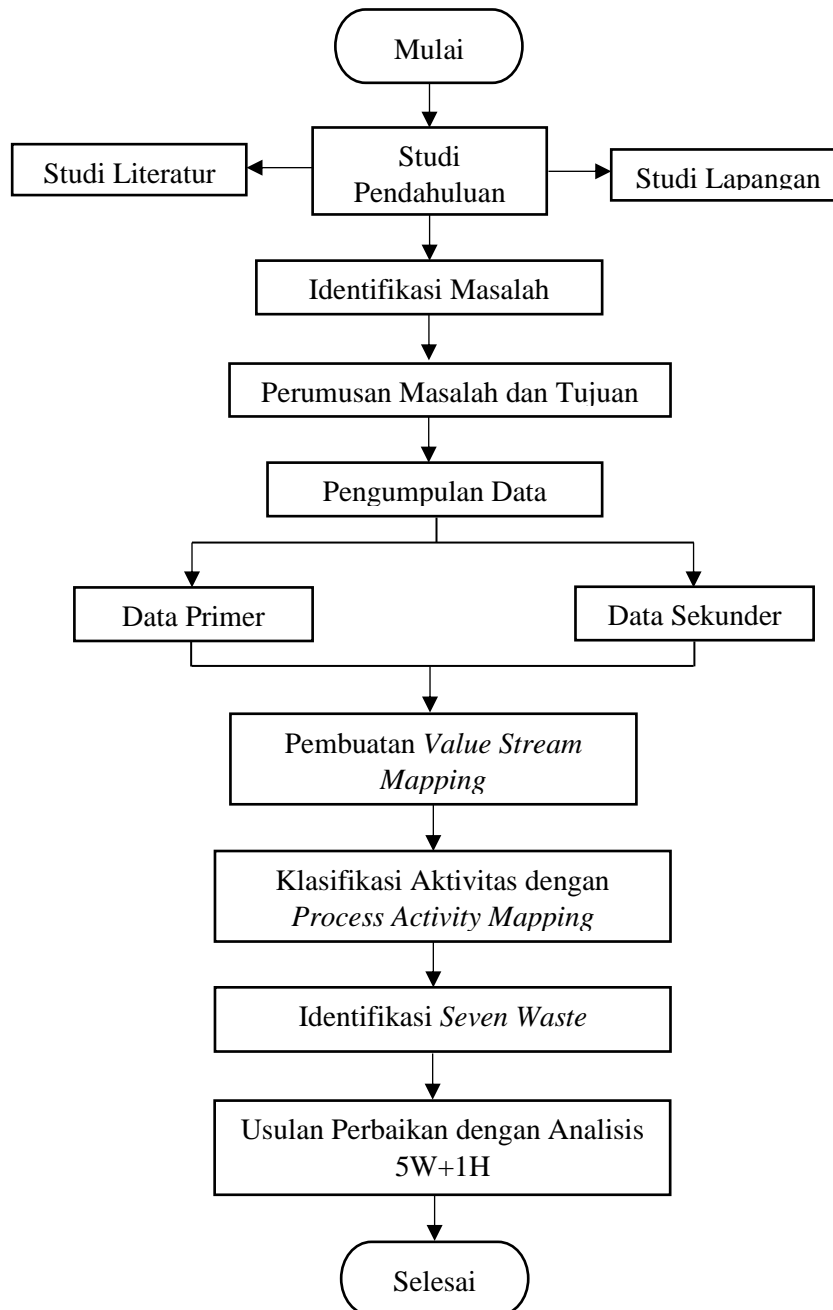 Mulai
Studi
Pendahuluan
Studi Literatur
Studi Lapangan
Identifikasi Masalah
Perumusan Masalah dan Tujuan
Pengumpulan Data
Data Primer
Data Sekunder
Pembuatan Value Stream
Mapping
Klasifikasi Aktivitas dengan
Process Activity Mapping
Identifikasi Seven Waste
Usulan Perbaikan dengan Analisis
5W+1H
Selesai